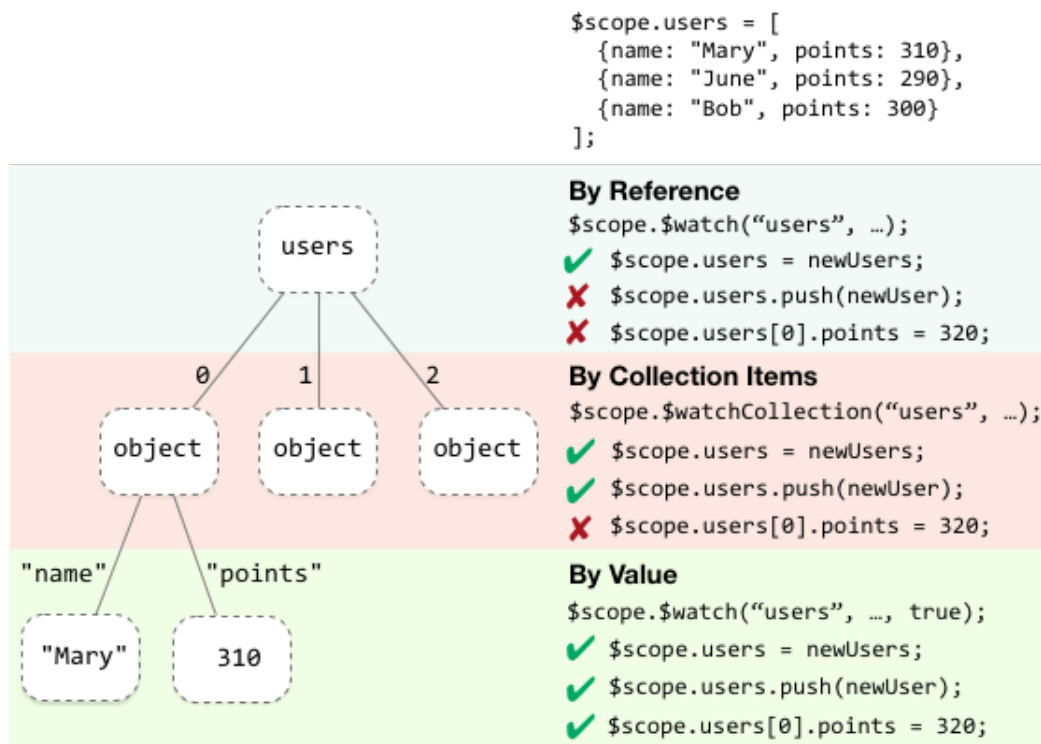 $scope.users = [
  {name: "Mary", points: 310},
  {name: "June", points: 290},
  {name: "Bob", points: 300}
];
By Reference
$scope.$watch(“users”, …);
✔ $scope.users = newUsers;
✘ $scope.users.push(newUser);
✘ $scope.users[0].points = 320;
users
0 1 2
By Collection Items
$scope.$watchCollection(“users”, …);
✔ $scope.users = newUsers;
✔ $scope.users.push(newUser);
✘ $scope.users[0].points = 320;
object object object
"name" "points"
By Value
$scope.$watch(“users”, …, true);
✔ $scope.users = newUsers;
✔ $scope.users.push(newUser);
✔ $scope.users[0].points = 320;
"Mary" 310